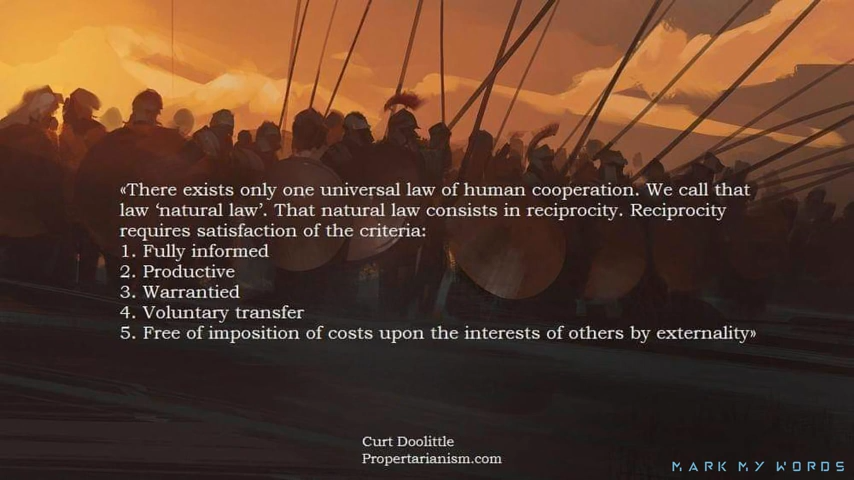 «There exists only one universal law of human cooperation. We call that
law ‘natural law’. That natural law consists in reciprocity. Reciprocity
requires satisfaction of the criteria:
1. Fully informed
2. Productive
3. Warrantied
4. Voluntary transfer
5. Free of imposition of costs upon the interests of others by externality»
Curt Doolittle
Propertarianism.com
MARK MY WORDS